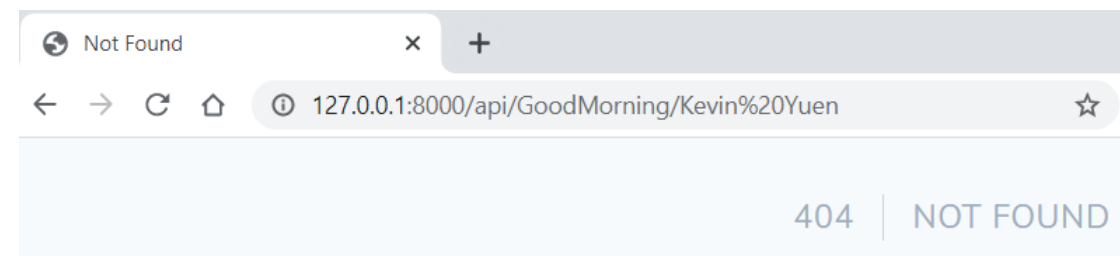 Not Found
127.0.0.1:8000/api/GoodMorning/Kevin%20Yuen
404 NOT FOUND